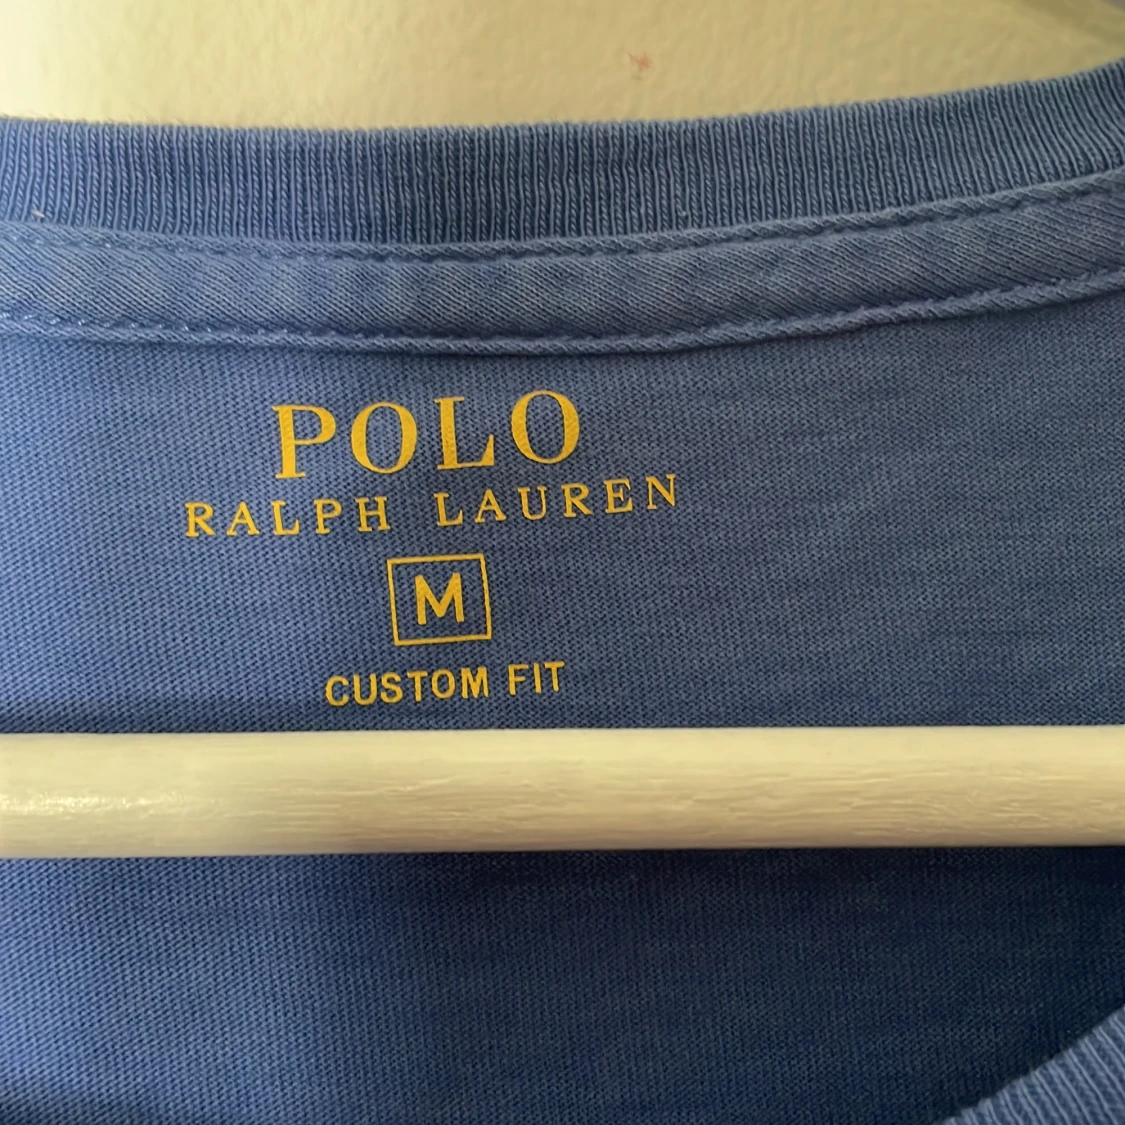 POLO
RALPH LAUREN
M
CUSTOM FIT